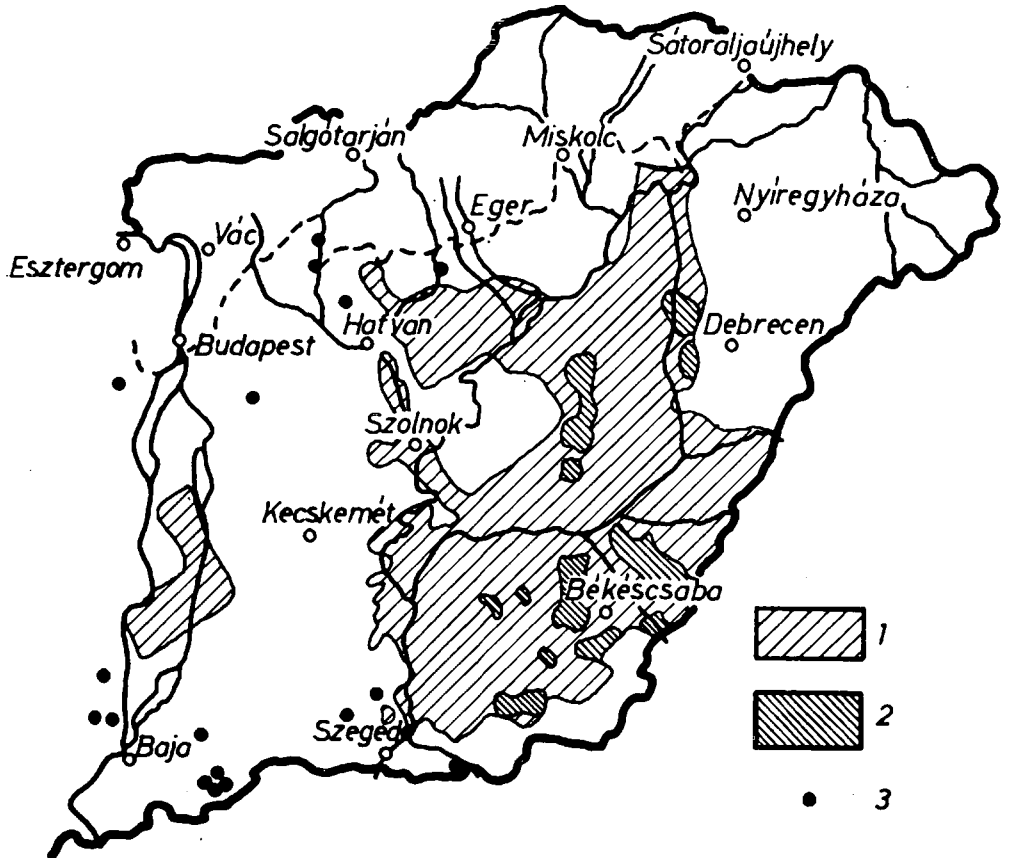 Sátoraljaújhely
Salgótarján
Miskolc
Nyíregyháza
Eger
Vác
Esztergom
Hatvan
Debrecen
Budapest
Szolnok
Kecskemét
Békéscsaba
1
2
Szeged
Baja
3